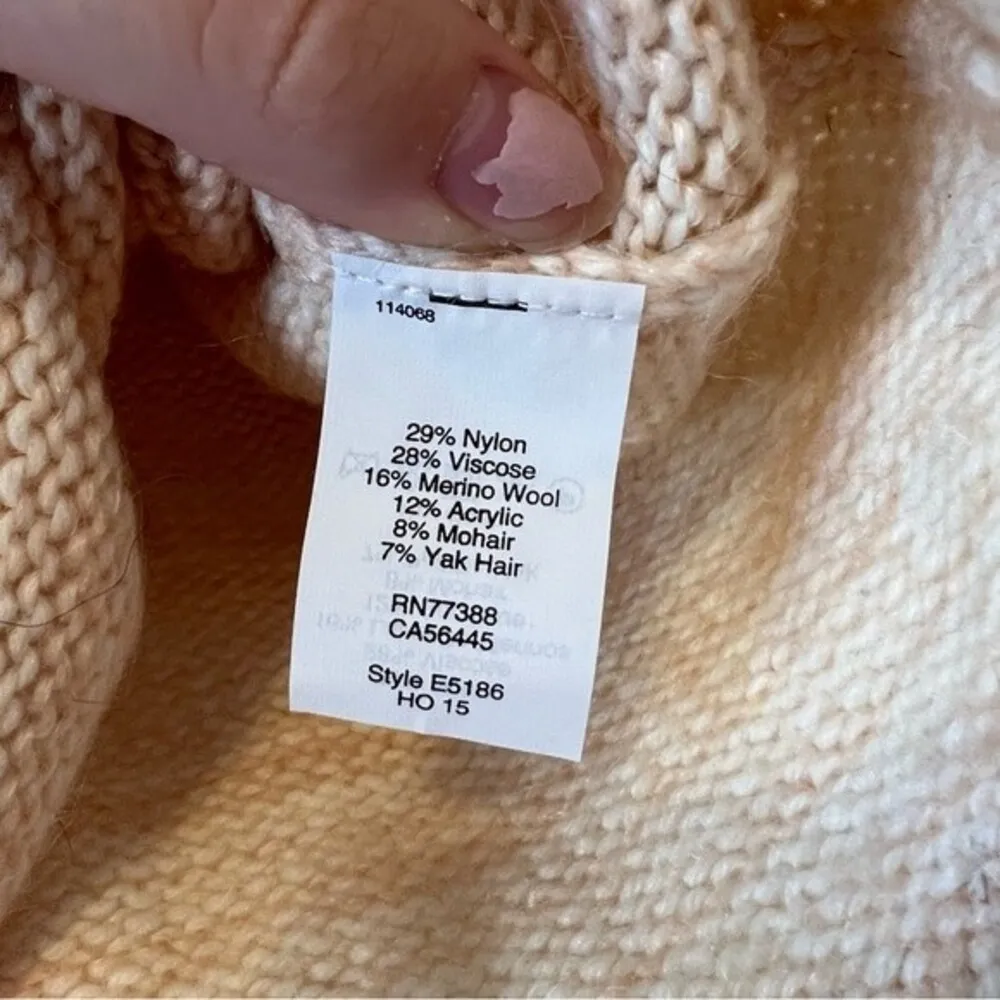 114068
29% Nylon
28% Viscose
16% Merino Wool
12% Acrylic
8% Mohair
7% Yak Hair
RN77388
CA56445
Style E5186
HO 15